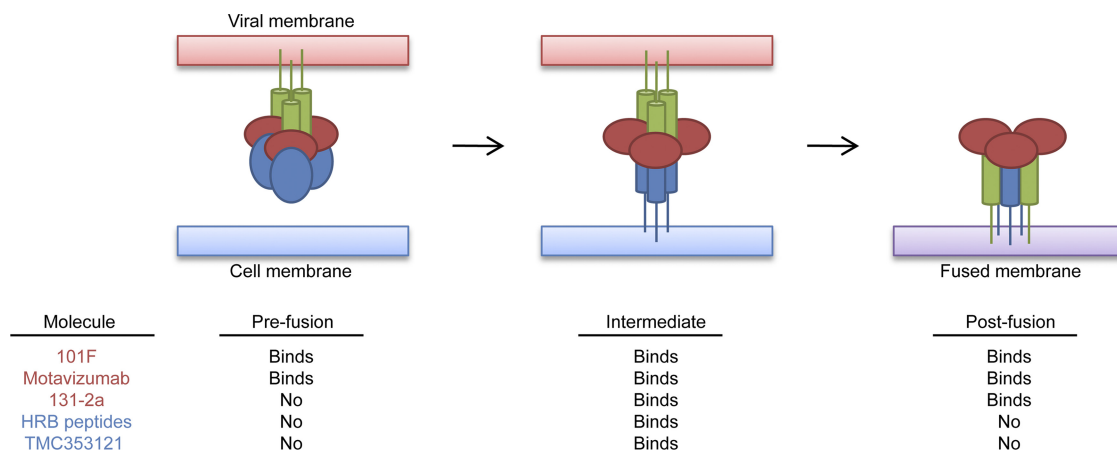 Viral membrane
Cell membrane
Fused membrane
Molecule Pre-fusion Intermediate Post-fusion
101F Binds Binds Binds
Motavizumab Binds Binds Binds
131-2a No Binds Binds
HRB peptides No Binds No
TMC353121 No Binds No